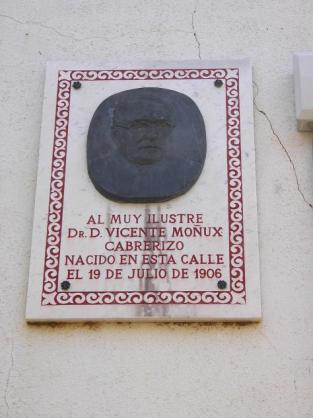 AL MUY ILUSTRE
DR. D. VICENTE MOÑUX
CABRERIZO
NACIDO EN ESTA CALLE
EL 19 DE JULIO DE 1906